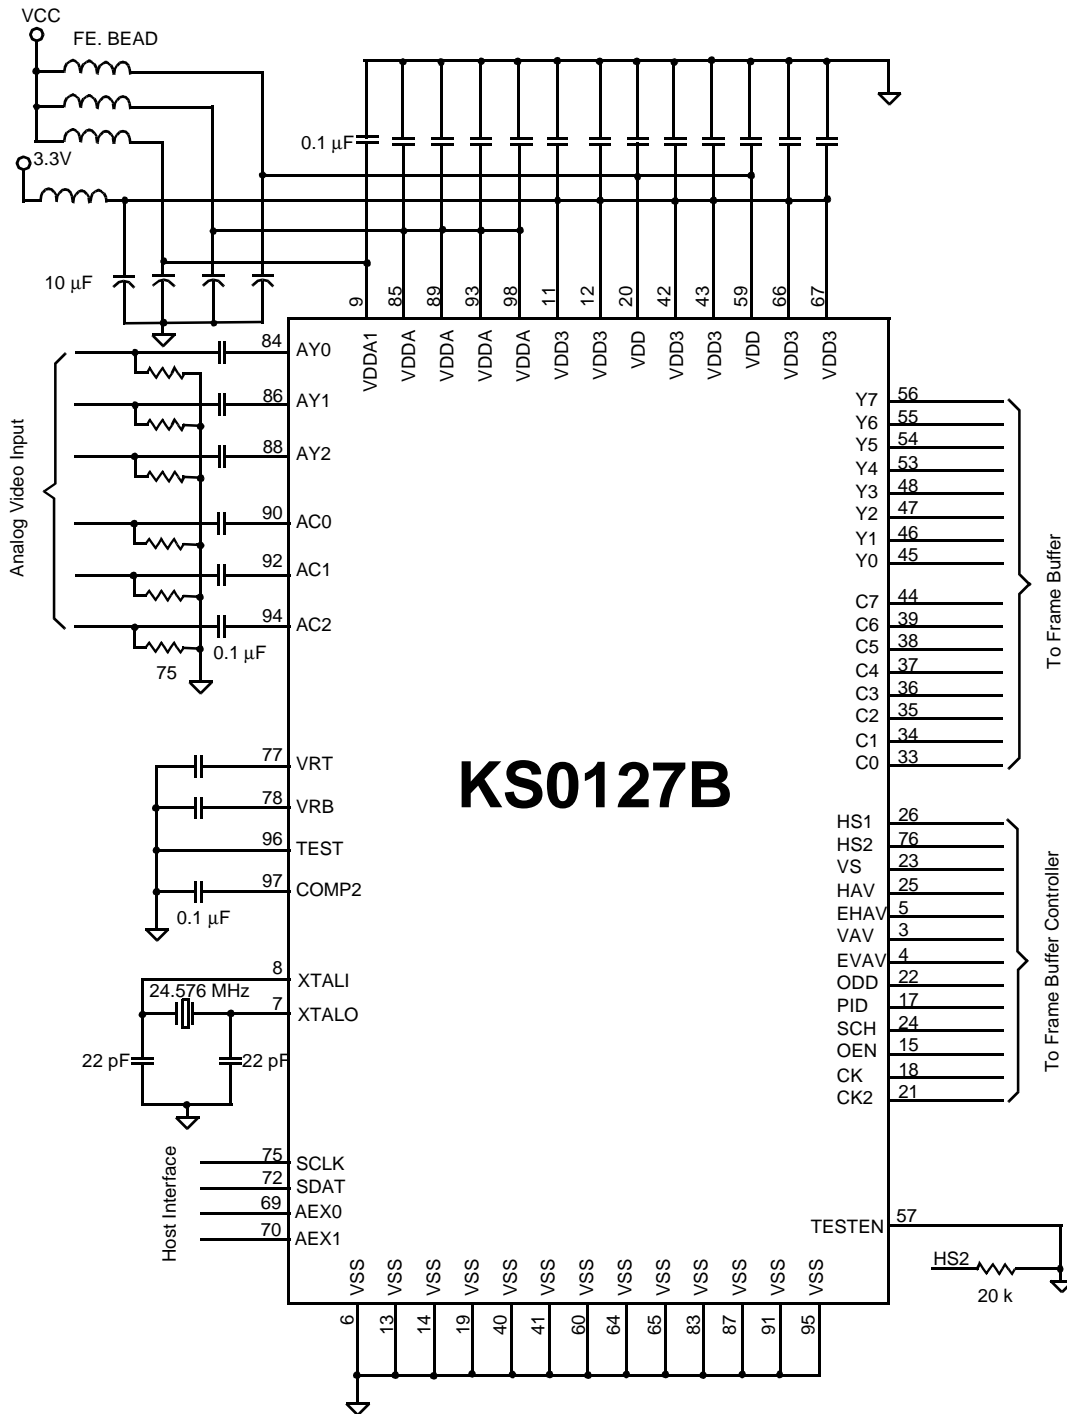 VCC
FE. BEAD
0.1 μF
3.3V
10 μF
9
85
89
93
98
11
12
20
42
43
59
66
67
VDDA1
VDDA
VDDA
VDDA
VDDA
VDD3
VDD3
VDD
VDD3
VDD3
VDD
VDD3
VDD3
Analog Video Input
84 AY0
86 AY1
88 AY2
90 AC0
92 AC1
94 AC2
0.1 μF
75
77 VRT
78 VRB
96 TEST
97 COMP2
0.1 μF
8 XTALI
24.576 MHz
7 XTALO
22 pF
22 pF
Host Interface
75 SCLK
72 SDAT
69 AEX0
70 AEX1
KS0127B
Y7 56
Y6 55
Y5 54
Y4 53
Y3 48
Y2 47
Y1 46
Y0 45
C7 44
C6 39
C5 38
C4 37
C3 36
C2 35
C1 34
C0 33
To Frame Buffer
HS1 26
HS2 76
VS 23
HAV 25
EHAV 5
VAV 3
EVAV 4
ODD 22
PID 17
SCH 24
OEN 15
CK 18
CK2 21
To Frame Buffer Controller
TESTEN 57
HS2
20 k
VSS
VSS
VSS
VSS
VSS
VSS
VSS
VSS
VSS
VSS
VSS
VSS
VSS
6
13
14
19
40
41
60
64
65
83
87
91
95